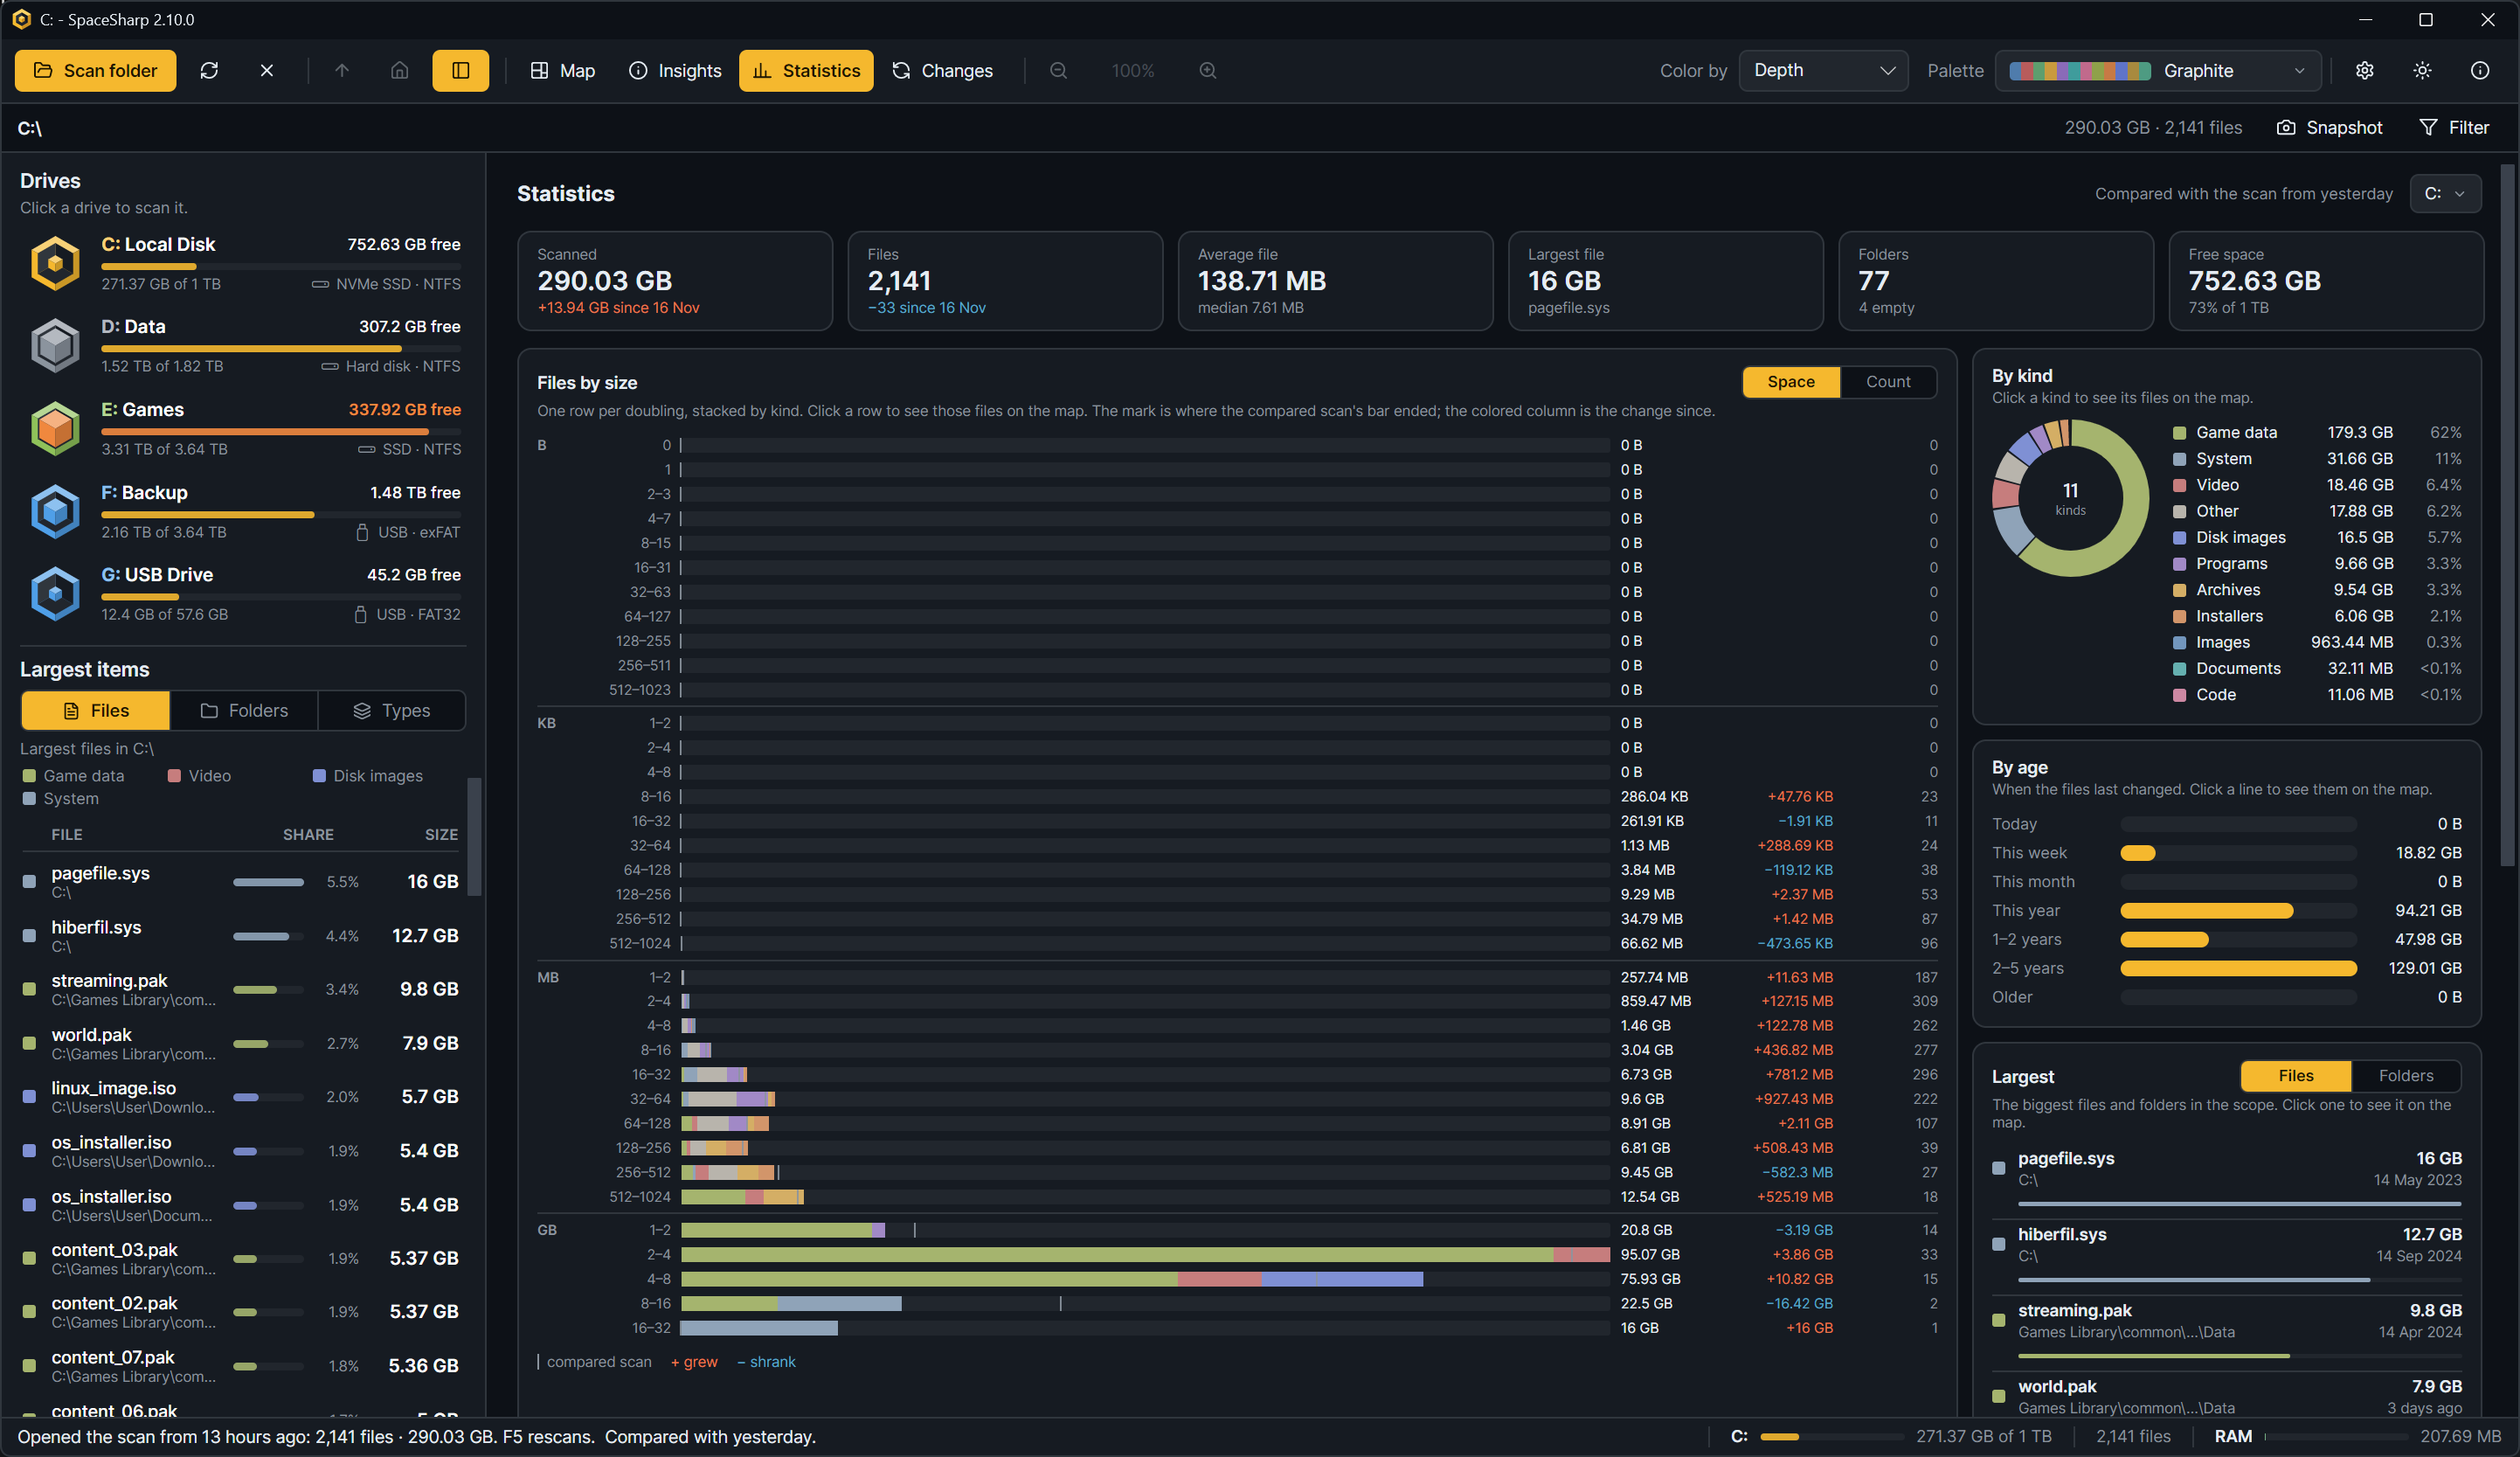 C: - SpaceSharp 2.10.0
Scan folder Map Insights Statistics Changes 100% Color by Depth Palette Graphite
C:\ 290.03 GB · 2,141 files Snapshot Filter
Drives
Click a drive to scan it.
C: Local Disk 752.63 GB free
271.37 GB of 1 TB NVMe SSD · NTFS
D: Data 307.2 GB free
1.52 TB of 1.82 TB Hard disk · NTFS
E: Games 337.92 GB free
3.31 TB of 3.64 TB SSD · NTFS
F: Backup 1.48 TB free
2.16 TB of 3.64 TB USB · exFAT
G: USB Drive 45.2 GB free
12.4 GB of 57.6 GB USB · FAT32
Largest items
Files Folders Types
Largest files in C:\
Game data Video Disk images
System
FILE SHARE SIZE
pagefile.sys 5.5% 16 GB
C:\
hiberfil.sys 4.4% 12.7 GB
C:\
streaming.pak 3.4% 9.8 GB
C:\Games Library\com...
world.pak 2.7% 7.9 GB
C:\Games Library\com...
linux_image.iso 2.0% 5.7 GB
C:\Users\User\Downlo...
os_installer.iso 1.9% 5.4 GB
C:\Users\User\Downlo...
os_installer.iso 1.9% 5.4 GB
C:\Users\User\Docum...
content_03.pak 1.9% 5.37 GB
C:\Games Library\com...
content_02.pak 1.9% 5.37 GB
C:\Games Library\com...
content_07.pak 1.8% 5.36 GB
C:\Games Library\com...
content_06.pak
Statistics Compared with the scan from yesterday C:
Scanned
290.03 GB
+13.94 GB since 16 Nov
Files
2,141
−33 since 16 Nov
Average file
138.71 MB
median 7.61 MB
Largest file
16 GB
pagefile.sys
Folders
77
4 empty
Free space
752.63 GB
73% of 1 TB
Files by size Space Count
One row per doubling, stacked by kind. Click a row to see those files on the map. The mark is where the compared scan's bar ended; the colored column is the change since.
B 0 0 B 0
1 0 B 0
2–3 0 B 0
4–7 0 B 0
8–15 0 B 0
16–31 0 B 0
32–63 0 B 0
64–127 0 B 0
128–255 0 B 0
256–511 0 B 0
512–1023 0 B 0
KB 1–2 0 B 0
2–4 0 B 0
4–8 0 B 0
8–16 286.04 KB +47.76 KB 23
16–32 261.91 KB −1.91 KB 11
32–64 1.13 MB +288.69 KB 24
64–128 3.84 MB −119.12 KB 38
128–256 9.29 MB +2.37 MB 53
256–512 34.79 MB +1.42 MB 87
512–1024 66.62 MB −473.65 KB 96
MB 1–2 257.74 MB +11.63 MB 187
2–4 859.47 MB +127.15 MB 309
4–8 1.46 GB +122.78 MB 262
8–16 3.04 GB +436.82 MB 277
16–32 6.73 GB +781.2 MB 296
32–64 9.6 GB +927.43 MB 222
64–128 8.91 GB +2.11 GB 107
128–256 6.81 GB +508.43 MB 39
256–512 9.45 GB −582.3 MB 27
512–1024 12.54 GB +525.19 MB 18
GB 1–2 20.8 GB −3.19 GB 14
2–4 95.07 GB +3.86 GB 33
4–8 75.93 GB +10.82 GB 15
8–16 22.5 GB −16.42 GB 2
16–32 16 GB +16 GB 1
compared scan + grew − shrank
By kind
Click a kind to see its files on the map.
11
kinds
Game data 179.3 GB 62%
System 31.66 GB 11%
Video 18.46 GB 6.4%
Other 17.88 GB 6.2%
Disk images 16.5 GB 5.7%
Programs 9.66 GB 3.3%
Archives 9.54 GB 3.3%
Installers 6.06 GB 2.1%
Images 963.44 MB 0.3%
Documents 32.11 MB <0.1%
Code 11.06 MB <0.1%
By age
When the files last changed. Click a line to see them on the map.
Today 0 B
This week 18.82 GB
This month 0 B
This year 94.21 GB
1–2 years 47.98 GB
2–5 years 129.01 GB
Older 0 B
Largest Files Folders
The biggest files and folders in the scope. Click one to see it on the
map.
pagefile.sys 16 GB
C:\ 14 May 2023
hiberfil.sys 12.7 GB
C:\ 14 Sep 2024
streaming.pak 9.8 GB
Games Library\common\...\Data 14 Apr 2024
world.pak 7.9 GB
Games Library\common\...\Data 3 days ago
Opened the scan from 13 hours ago: 2,141 files · 290.03 GB. F5 rescans. Compared with yesterday.
C: 271.37 GB of 1 TB 2,141 files RAM 207.69 MB